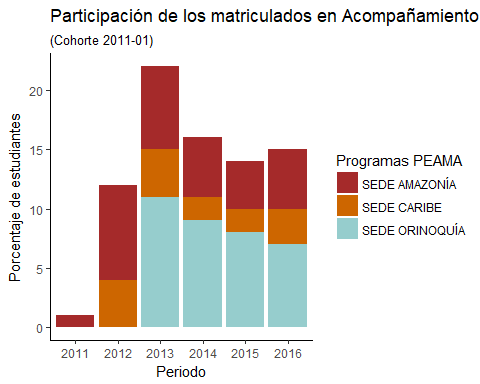 Participación de los matriculados en Acompañamiento
(Cohorte 2011-01)
Porcentaje de estudiantes
20
15
10
5
0
2011 2012 2013 2014 2015 2016
Periodo
Programas PEAMA
SEDE AMAZONÍA
SEDE CARIBE
SEDE ORINOQUÍA